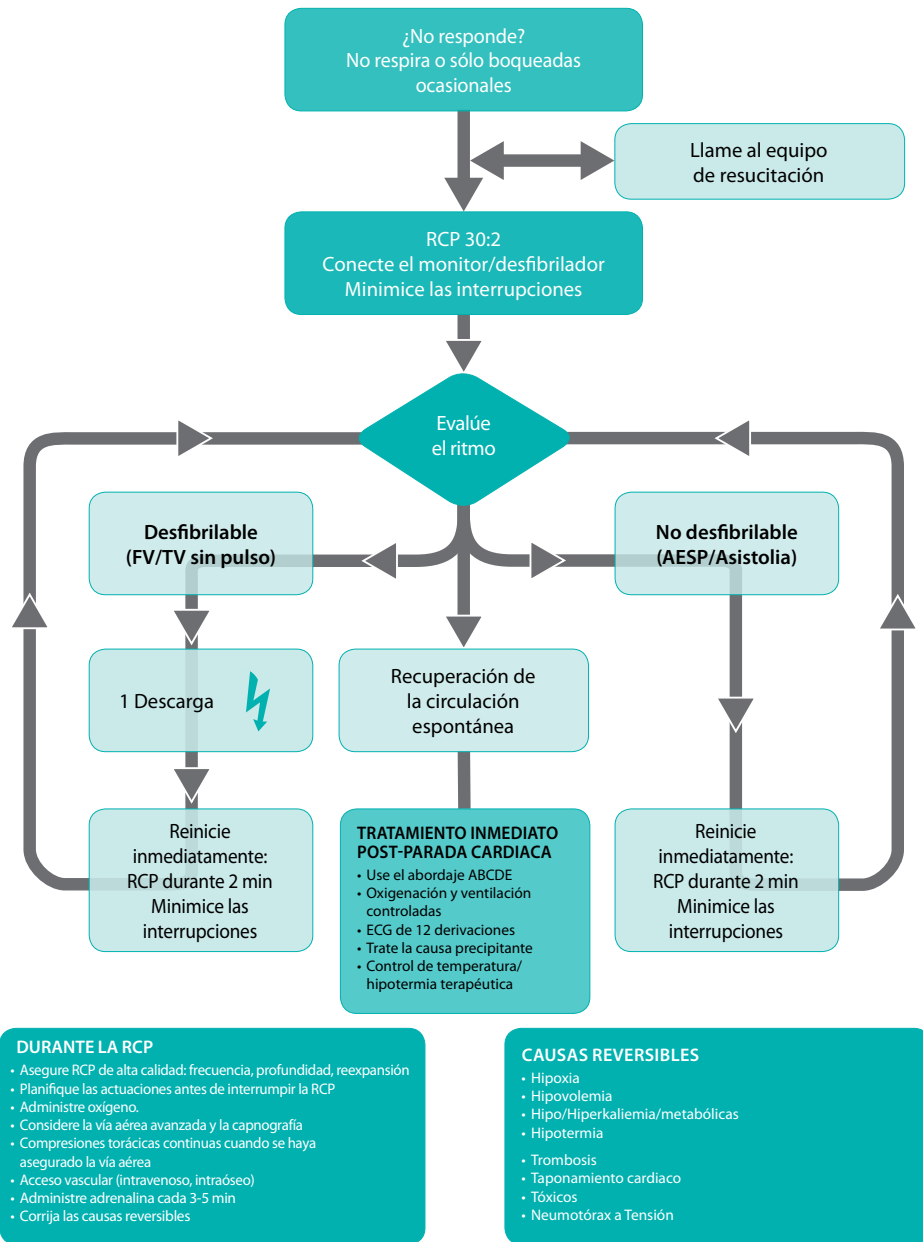 ¿No responde?
No respira o sólo boqueadas
ocasionales
Llame al equipo
de resucitación
RCP 30:2
Conecte el monitor/desfibrilador
Minimice las interrupciones
Evalúe
el ritmo
Desfibrilable
(FV/TV sin pulso)
No desfibrilable
(AESP/Asistolia)
1 Descarga
Recuperación de
la circulación
espontánea
Reinicie
inmediatamente:
RCP durante 2 min
Minimice las
interrupciones
TRATAMIENTO INMEDIATO
POST-PARADA CARDIACA
• Use el abordaje ABCDE
• Oxigenación y ventilación
controladas
• ECG de 12 derivaciones
• Trate la causa precipitante
• Control de temperatura/
hipotermia terapéutica
Reinicie
inmediatamente:
RCP durante 2 min
Minimice las
interrupciones
DURANTE LA RCP
• Asegure RCP de alta calidad: frecuencia, profundidad, reexpansión
• Planifique las actuaciones antes de interrumpir la RCP
• Administre oxígeno.
• Considere la vía aérea avanzada y la capnografía
• Compresiones torácicas continuas cuando se haya
asegurado la vía aérea
• Acceso vascular (intravenoso, intraóseo)
• Administre adrenalina cada 3-5 min
• Corrija las causas reversibles
CAUSAS REVERSIBLES
• Hipoxia
• Hipovolemia
• Hipo/Hiperkaliemia/metabólicas
• Hipotermia
• Trombosis
• Taponamiento cardiaco
• Tóxicos
• Neumotórax a Tensión